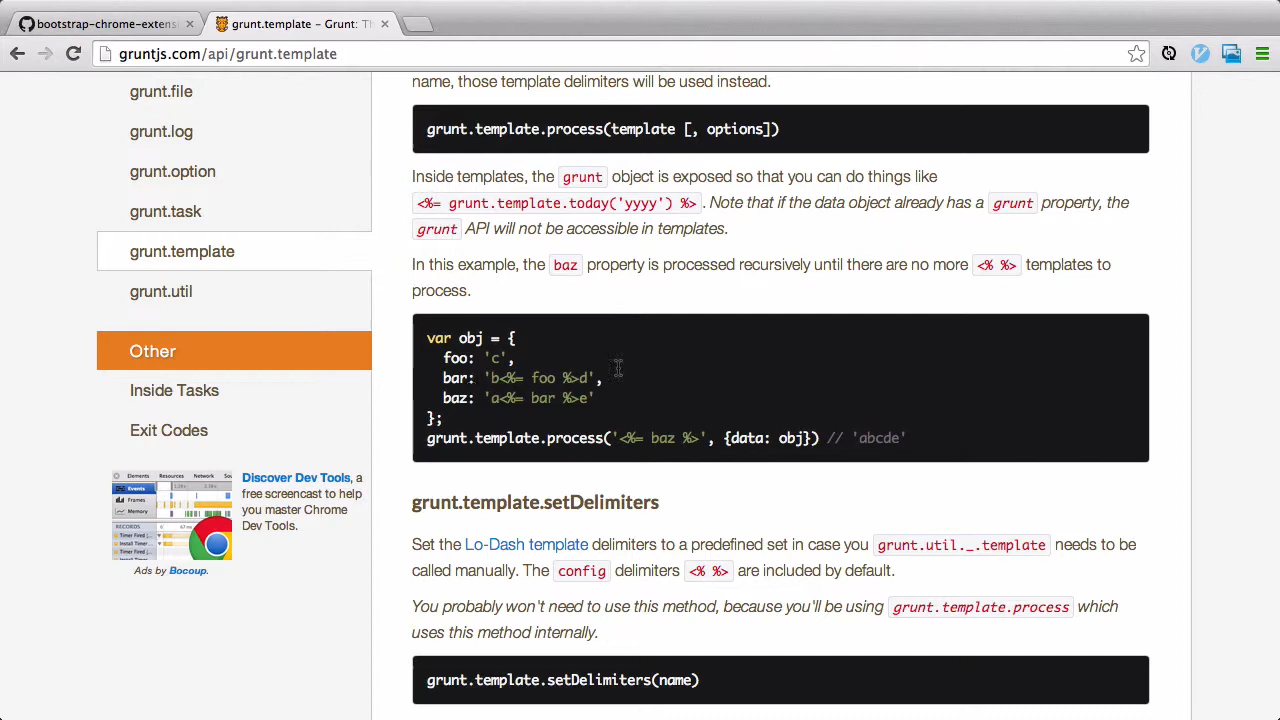 bootstrap-chrome-extens
grunt.template – Grunt: Th
gruntjs.com/api/grunt.template
grunt.file
grunt.log
grunt.option
grunt.task
grunt.template
grunt.util
Other
Inside Tasks
Exit Codes
Discover Dev Tools, a
free screencast to help
you master Chrome
Dev Tools.
Ads by Bocoup.
name, those template delimiters will be used instead.
grunt.template.process(template [, options])
Inside templates, the grunt object is exposed so that you can do things like
<%= grunt.template.today('yyyy') %> . Note that if the data object already has a grunt property, the
grunt API will not be accessible in templates.
In this example, the baz property is processed recursively until there are no more <% %> templates to
process.
var obj = {
foo: 'c',
bar: 'b<%= foo %>d',
baz: 'a<%= bar %>e'
};
grunt.template.process('<%= baz %>', {data: obj}) // 'abcde'
grunt.template.setDelimiters
Set the Lo-Dash template delimiters to a predefined set in case you grunt.util._.template needs to be
called manually. The config delimiters <% %> are included by default.
You probably won't need to use this method, because you'll be using grunt.template.process which
uses this method internally.
grunt.template.setDelimiters(name)